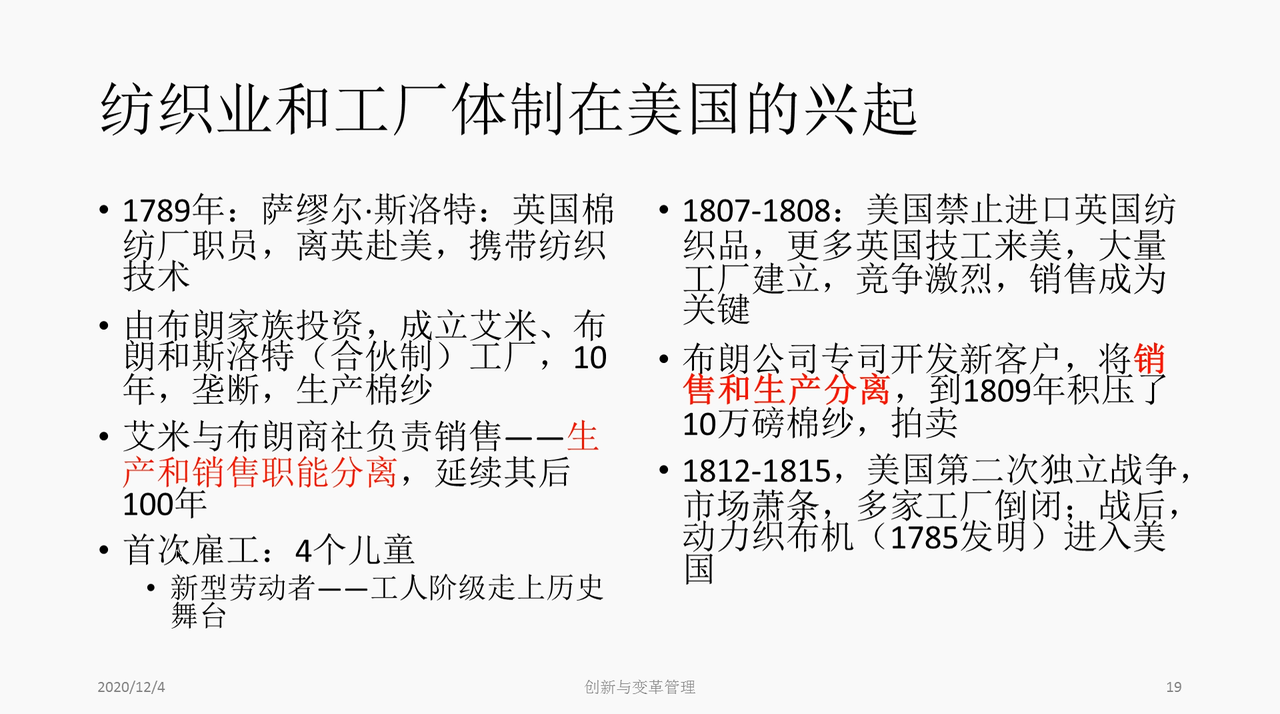 纺织业和工厂体制在美国的兴起
• 1789年：萨缪尔·斯洛特：英国棉
纺厂职员，离英赴美，携带纺织
技术
• 由布朗家族投资，成立艾米、布
朗和斯洛特（合伙制）工厂，10
年，垄断，生产棉纱
• 艾米与布朗商社负责销售——生
产和销售职能分离，延续其后
100年
• 首次雇工：4个儿童
• 新型劳动者——工人阶级走上历史
舞台
• 1807-1808：美国禁止进口英国纺
织品，更多英国技工来美，大量
工厂建立，竞争激烈，销售成为
关键
• 布朗公司专司开发新客户，将销
售和生产分离，到1809年积压了
10万磅棉纱，拍卖
• 1812-1815，美国第二次独立战争，
市场萧条，多家工厂倒闭；战后，
动力织布机（1785发明）进入美
国
2020/12/4
创新与变革管理
19